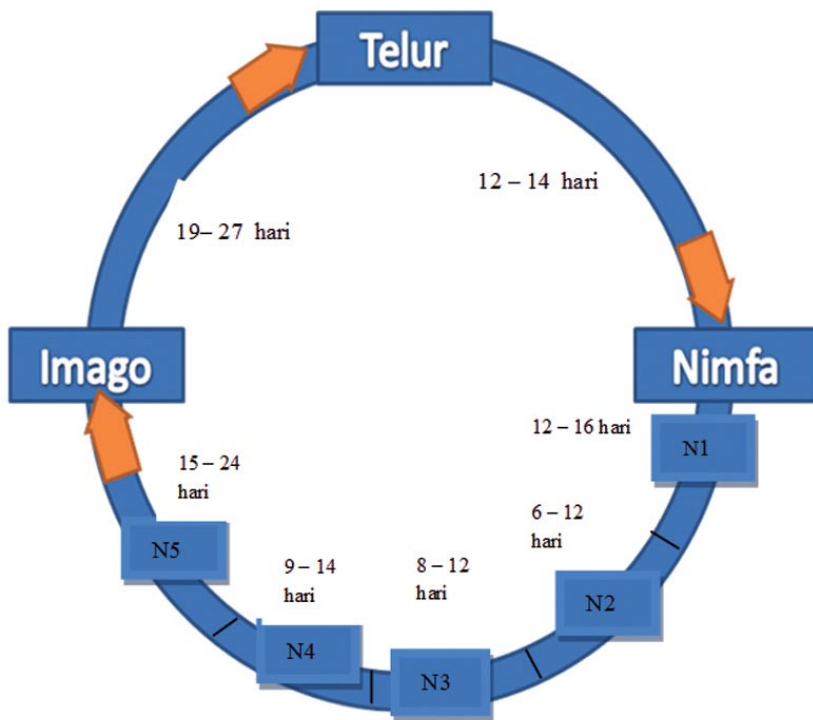 Telur
12 – 14 hari
19– 27 hari
Imago
Nimfa
12 – 16 hari
N1
15 – 24
hari
6 – 12
hari
N5
9 – 14
hari
8 – 12
hari
N2
N4
N3